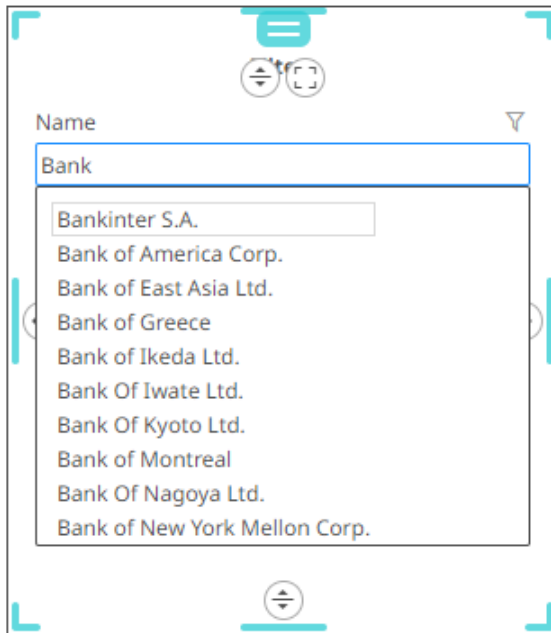 Name
Bank
Bankinter S.A.
Bank of America Corp.
Bank of East Asia Ltd.
Bank of Greece
Bank of Ikeda Ltd.
Bank Of Iwate Ltd.
Bank Of Kyoto Ltd.
Bank of Montreal
Bank Of Nagoya Ltd.
Bank of New York Mellon Corp.